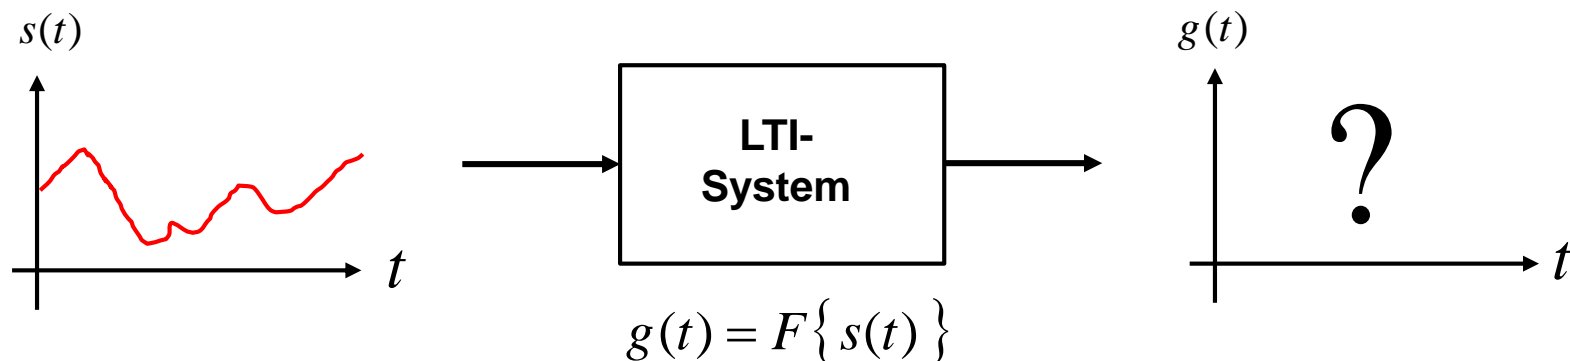 s(t)
t
LTI-
System
g(t) = F{ s(t) }
g(t)
?
t